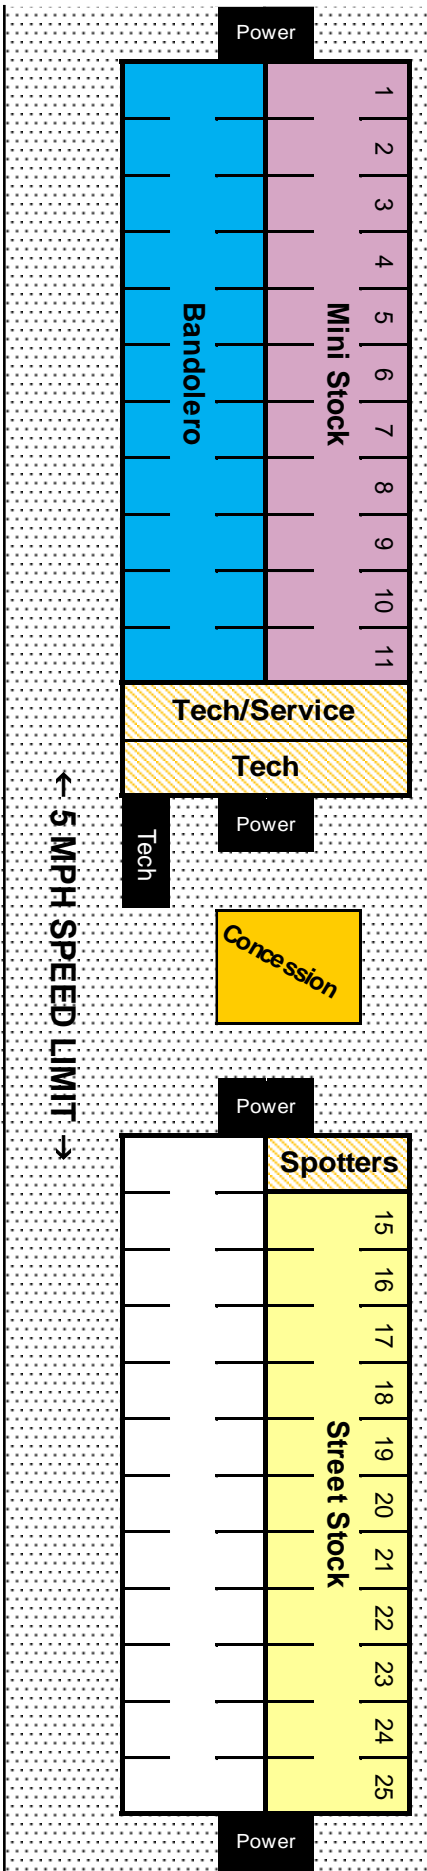 Power
1
2
3
4
5
6
7
8
9
10
11
Mini Stock
Bandolero
Tech/Service
Tech
Power
Tech
← 5 MPH SPEED LIMIT →
Concession
Power
Spotters
15
16
17
18
19
20
21
22
23
24
25
Street Stock
Power